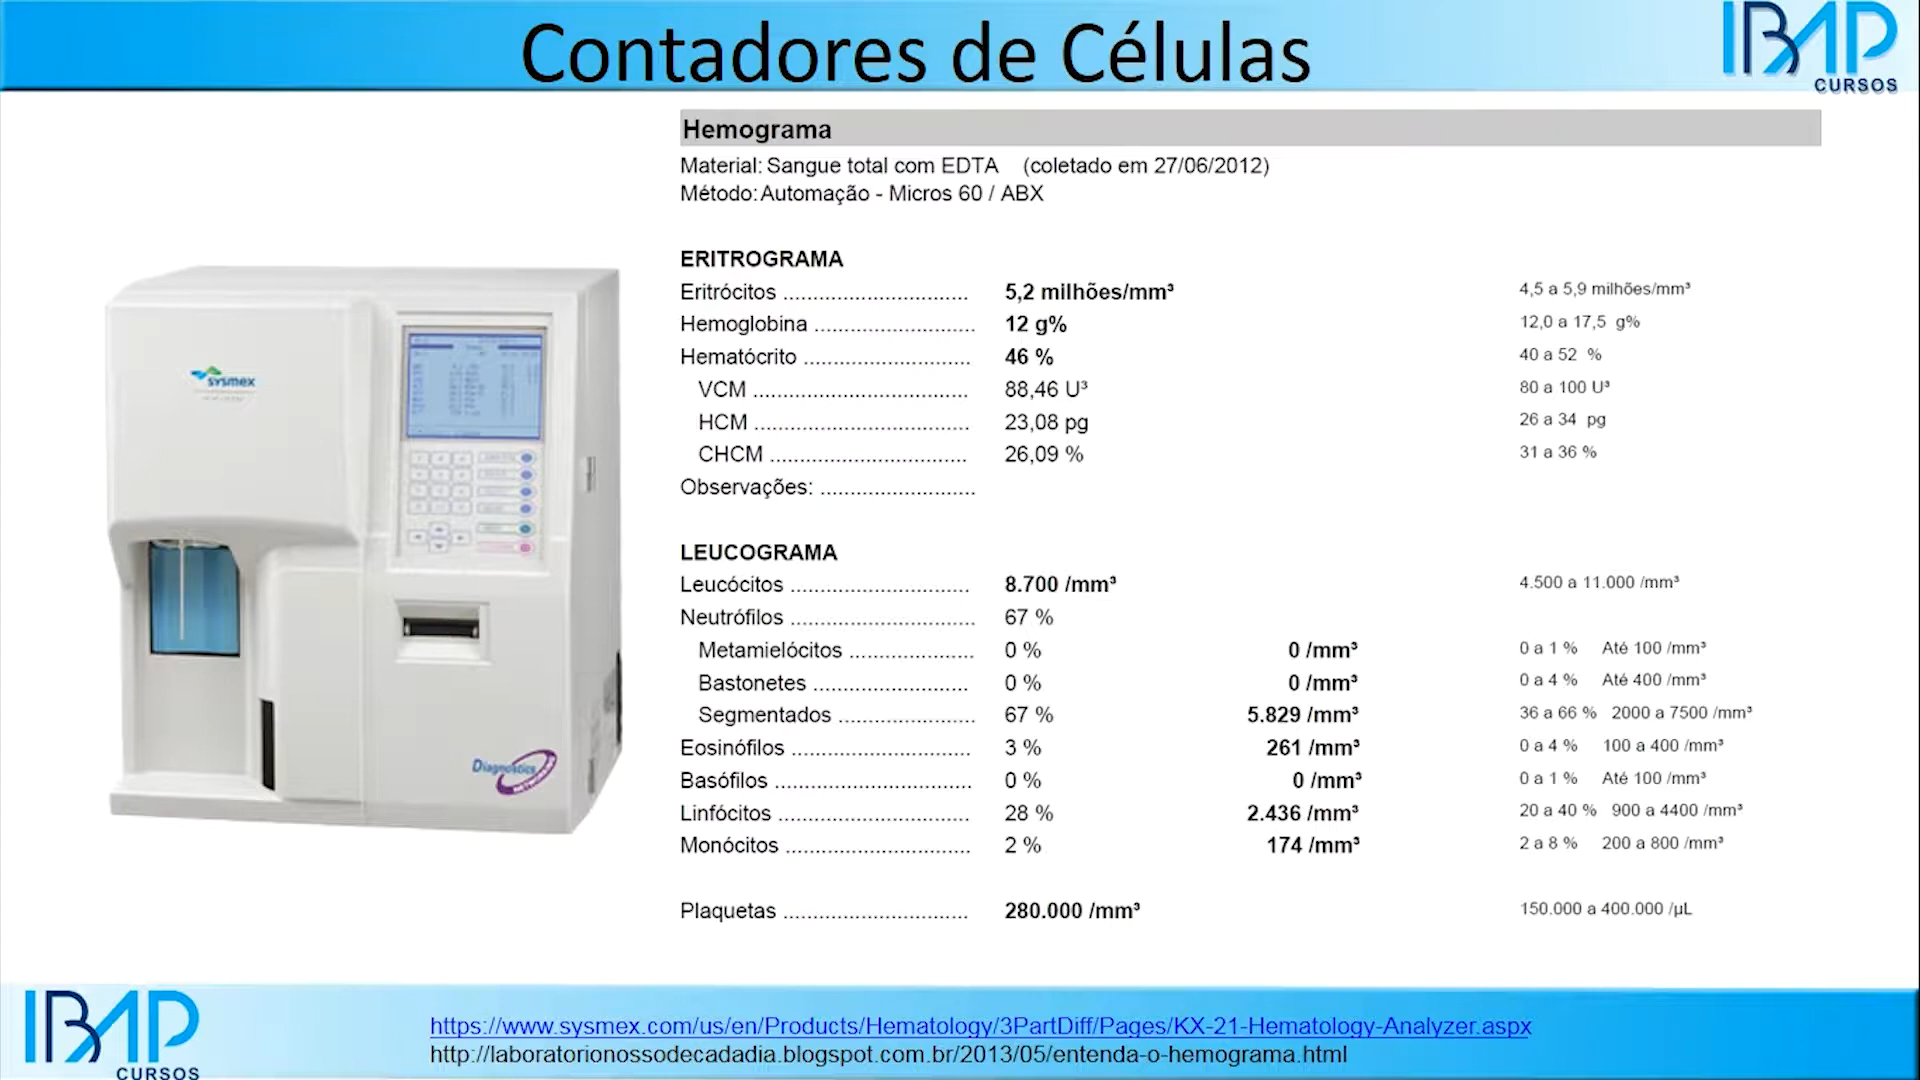 Contadores de Células
IBAP
CURSOS
Hemograma
Material: Sangue total com EDTA (coletado em 27/06/2012)
Método: Automação - Micros 60 / ABX
ERITROGRAMA
Eritrócitos ............................... 5,2 milhões/mm³ 4,5 a 5,9 milhões/mm³
Hemoglobina ........................... 12 g% 12,0 a 17,5 g%
Hematócrito ............................ 46 % 40 a 52 %
VCM .................................... 88,46 U³ 80 a 100 U³
HCM .................................... 23,08 pg 26 a 34 pg
CHCM ................................. 26,09 % 31 a 36 %
Observações: ..........................
LEUCOGRAMA
Leucócitos .............................. 8.700 /mm³ 4.500 a 11.000 /mm³
Neutrófilos ............................... 67 %
Metamielócitos ..................... 0 % 0 /mm³ 0 a 1 % Até 100 /mm³
Bastonetes .......................... 0 % 0 /mm³ 0 a 4 % Até 400 /mm³
Segmentados ....................... 67 % 5.829 /mm³ 36 a 66 % 2000 a 7500 /mm³
Eosinófilos .............................. 3 % 261 /mm³ 0 a 4 % 100 a 400 /mm³
Basófilos ................................. 0 % 0 /mm³ 0 a 1 % Até 100 /mm³
Linfócitos ................................ 28 % 2.436 /mm³ 20 a 40 % 900 a 4400 /mm³
Monócitos ............................... 2 % 174 /mm³ 2 a 8 % 200 a 800 /mm³
Plaquetas ............................... 280.000 /mm³ 150.000 a 400.000 /µL
sysmex
Diagnostics
IBAP
CURSOS
https://www.sysmex.com/us/en/Products/Hematology/3PartDiff/Pages/KX-21-Hematology-Analyzer.aspx
http://laboratorionossodecadadia.blogspot.com.br/2013/05/entenda-o-hemograma.html